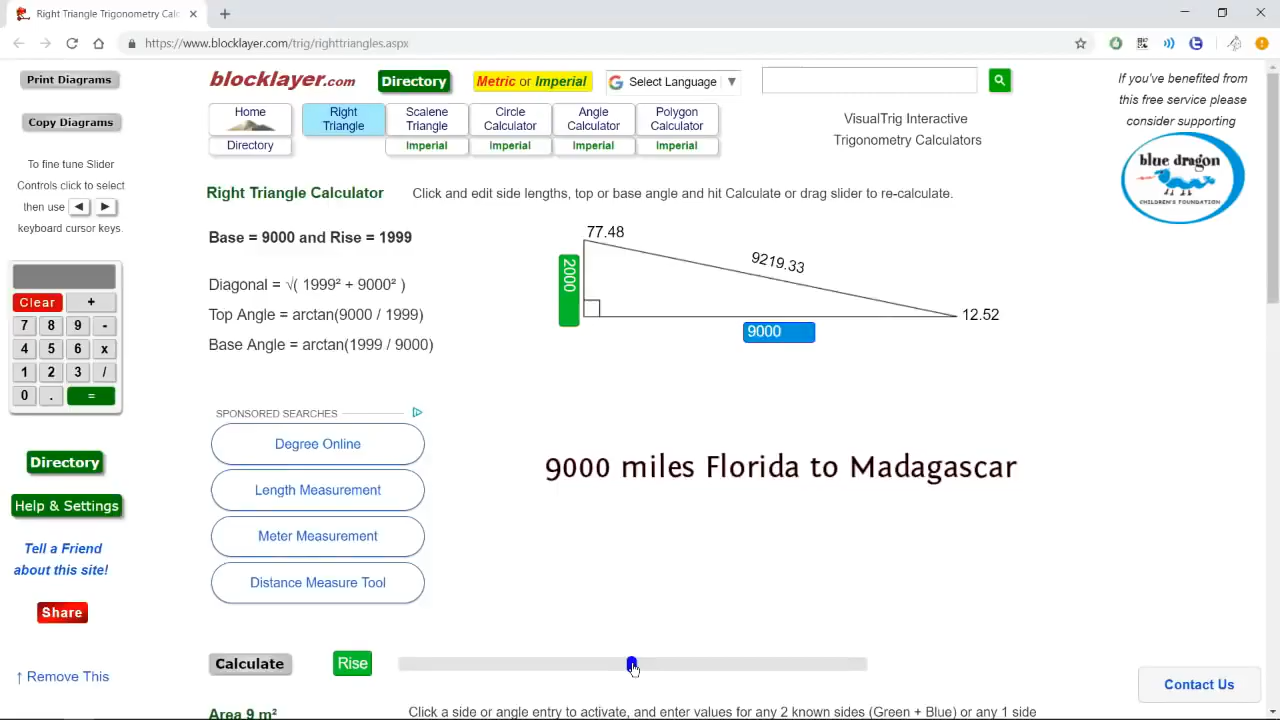 Right Triangle Trigonometry Calc
https://www.blocklayer.com/trig/righttriangles.aspx
Print Diagrams
Copy Diagrams
To fine tune Slider
Controls click to select
then use ◄ ►
keyboard cursor keys.
Clear +
7 8 9 -
4 5 6 x
1 2 3 /
0 . =
Directory
Help & Settings
Tell a Friend
about this site!
Share
↑ Remove This
blocklayer.com
Directory
Metric or Imperial
G Select Language ▼
Home
Directory
Right
Triangle
Scalene
Triangle
Imperial
Circle
Calculator
Imperial
Angle
Calculator
Imperial
Polygon
Calculator
Imperial
VisualTrig Interactive
Trigonometry Calculators
If you've benefited from
this free service please
consider supporting
blue dragon
CHILDREN'S FOUNDATION
Right Triangle Calculator
Click and edit side lengths, top or base angle and hit Calculate or drag slider to re-calculate.
Base = 9000 and Rise = 1999
Diagonal = √( 1999² + 9000² )
Top Angle = arctan(9000 / 1999)
Base Angle = arctan(1999 / 9000)
77.48
2000
9219.33
12.52
9000
SPONSORED SEARCHES
Degree Online
Length Measurement
Meter Measurement
Distance Measure Tool
9000 miles Florida to Madagascar
Calculate
Rise
Contact Us
Area 9 m²
Click a side or angle entry to activate, and enter values for any 2 known sides (Green + Blue) or any 1 side